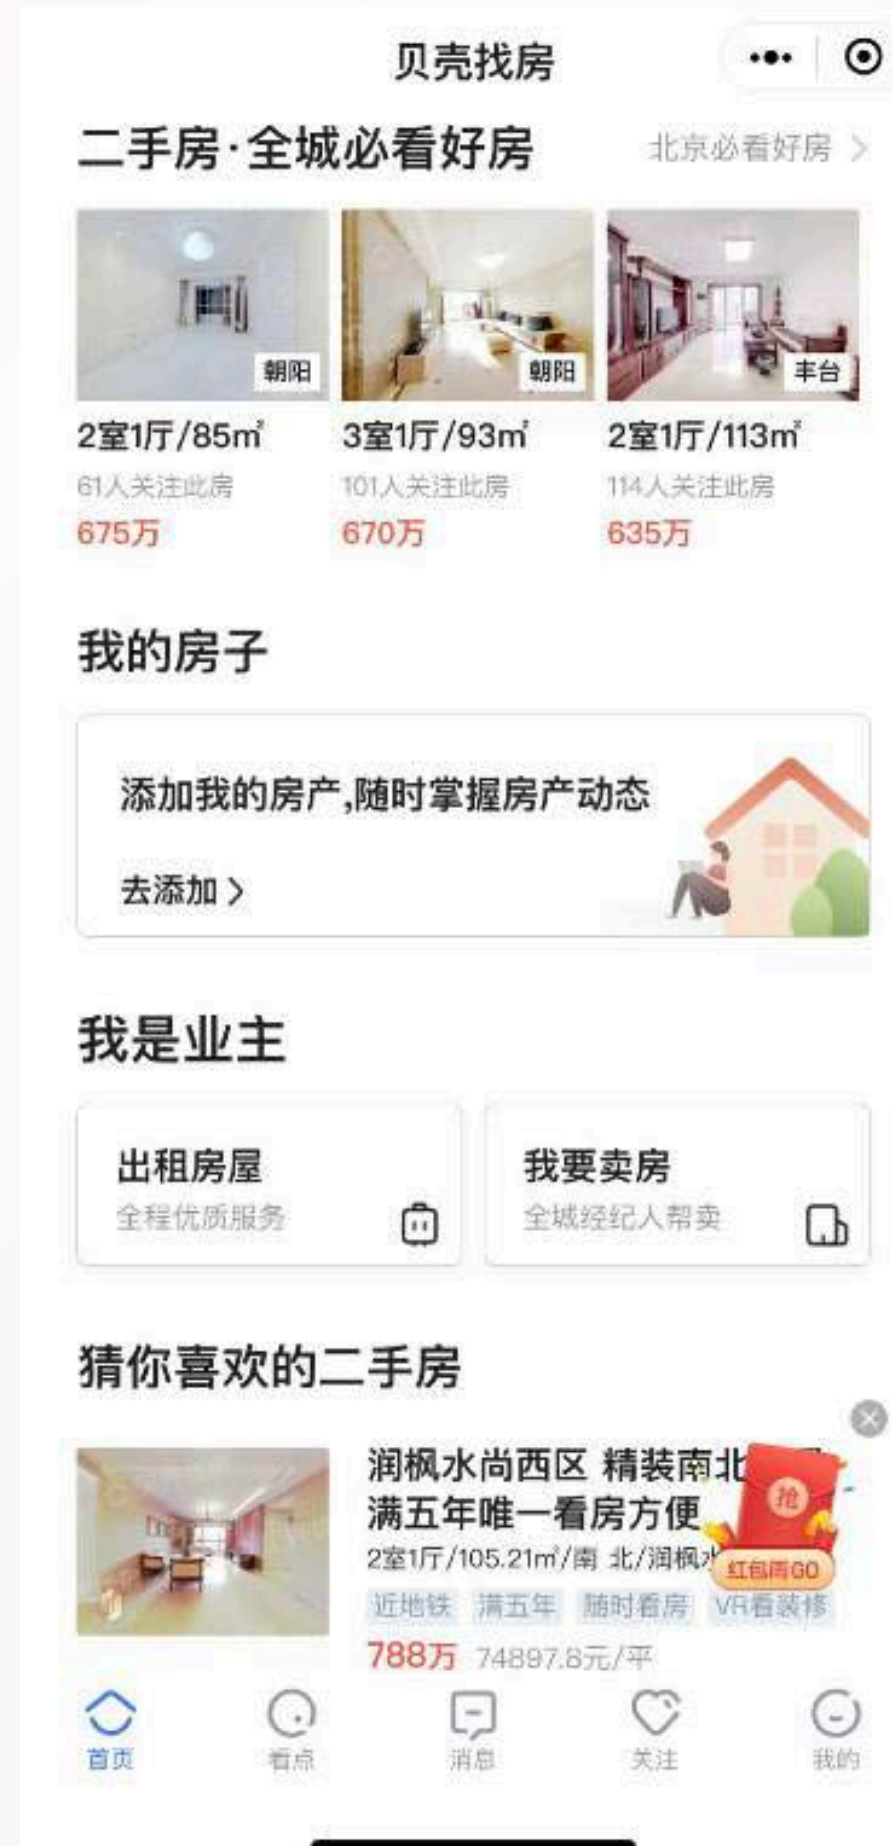 贝壳找房
二手房·全城必看好房
北京必看好房
朝阳
朝阳
丰台
2室1厅/85㎡
3室1厅/93㎡
2室1厅/113㎡
61人关注此房
101人关注此房
114人关注此房
675万
670万
635万
我的房子
添加我的房产,随时掌握房产动态
去添加
我是业主
出租房屋
我要卖房
全程优质服务
全城经纪人帮卖
猜你喜欢的二手房
润枫水尚西区 精装南北
满五年唯一看房方便
抢
2室1厅/105.21㎡/南 北/润枫水
红包雨GO
近地铁 满五年 随时看房 VR看装修
788万 74897.8元/平
首页
看点
消息
关注
我的